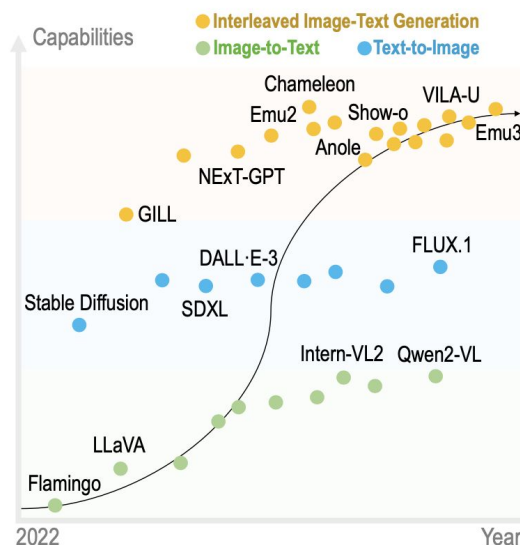 Interleaved Image-Text Generation
Image-to-Text Text-to-Image
Capabilities
Chameleon
VILA-U
Emu2 Show-o
Anole Emu3
NExT-GPT
GILL
DALL·E-3 FLUX.1
Stable Diffusion SDXL
Intern-VL2 Qwen2-VL
LLaVA
Flamingo
2022 Year